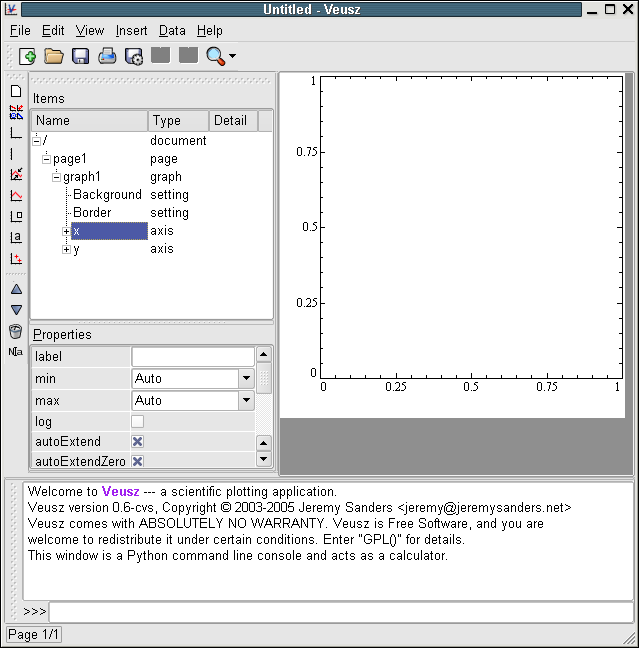 Untitled - Veusz
File Edit View Insert Data Help
Items
Name Type Detail
/ document
page1 page
graph1 graph
Background setting
Border setting
x axis
y axis
Properties
label
min Auto
max Auto
log
autoExtend
autoExtendZero
a
N|a
1
0.75
0.5
0.25
0
0 0.25 0.5 0.75 1
Welcome to Veusz --- a scientific plotting application.
Veusz version 0.6-cvs, Copyright © 2003-2005 Jeremy Sanders <jeremy@jeremysanders.net>
Veusz comes with ABSOLUTELY NO WARRANTY. Veusz is Free Software, and you are
welcome to redistribute it under certain conditions. Enter "GPL()" for details.
This window is a Python command line console and acts as a calculator.
>>>
Page 1/1